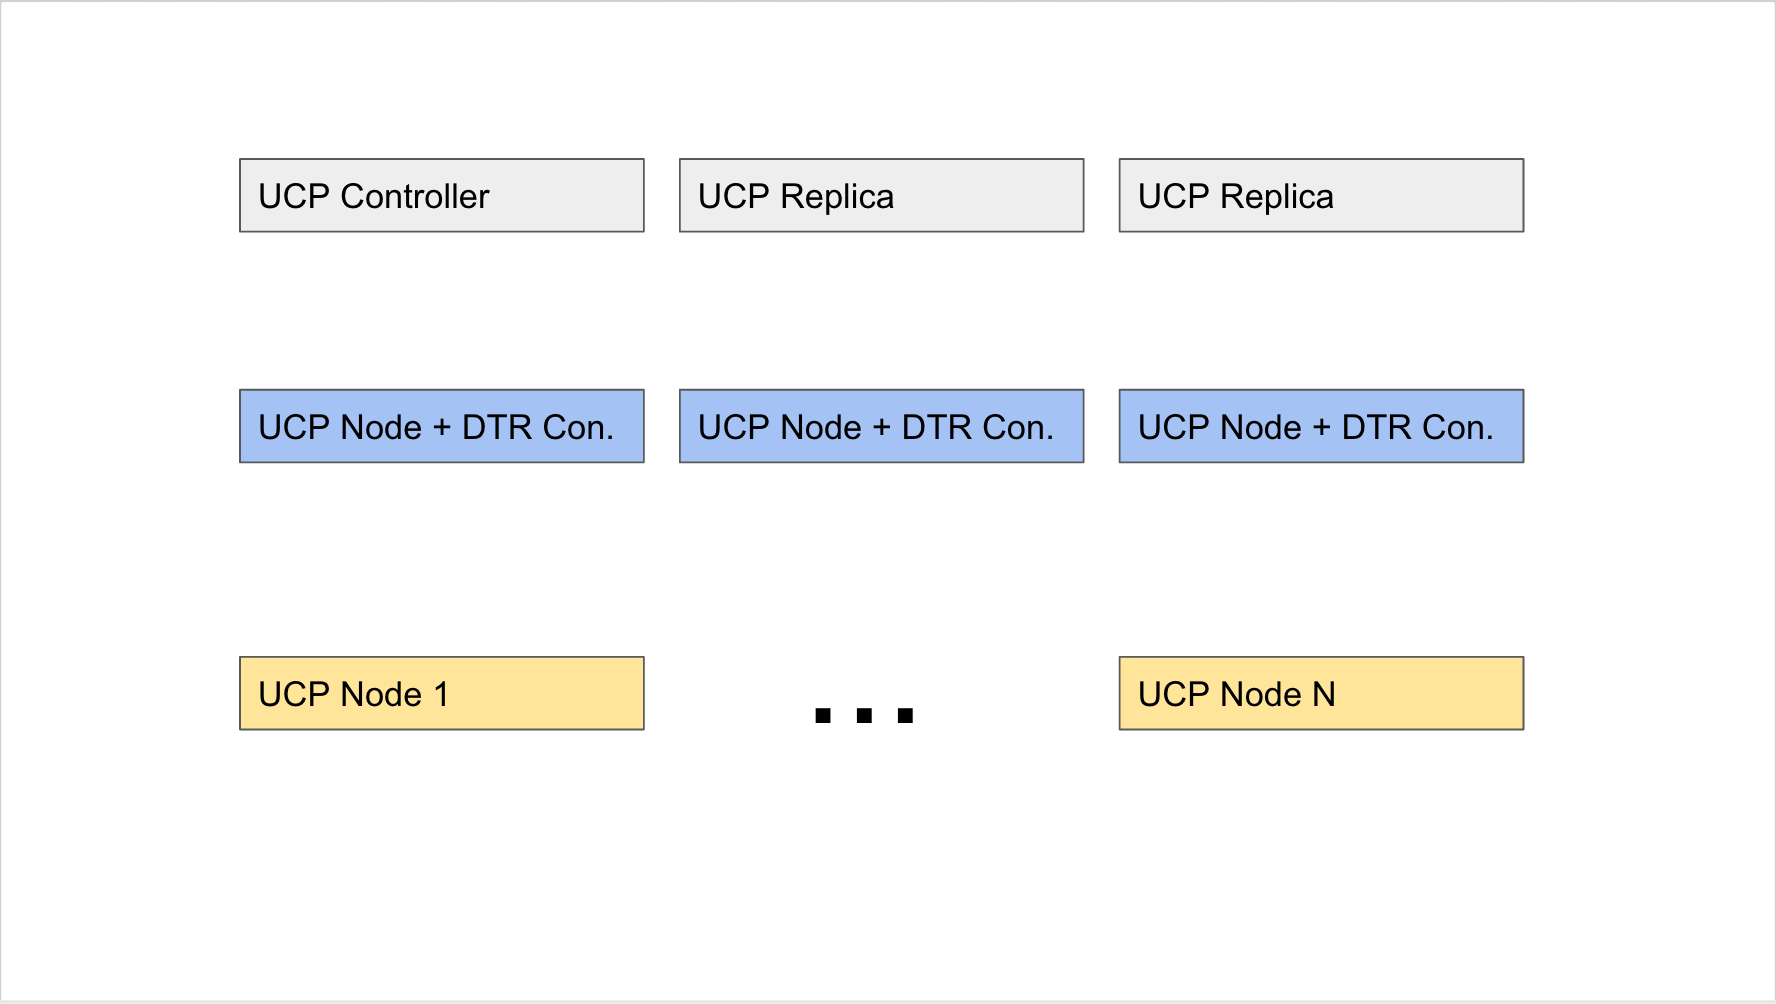 UCP Controller
UCP Replica
UCP Replica
UCP Node + DTR Con.
UCP Node + DTR Con.
UCP Node + DTR Con.
UCP Node 1
...
UCP Node N